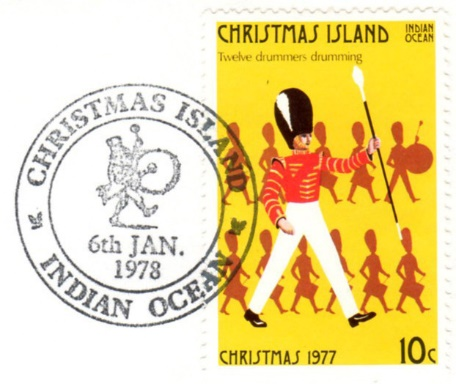 CHRISTMAS ISLAND
INDIAN
OCEAN
Twelve drummers drumming
CHRISTMAS ISLAND
6th JAN.
1978
INDIAN OCEAN
CHRISTMAS 1977
10c